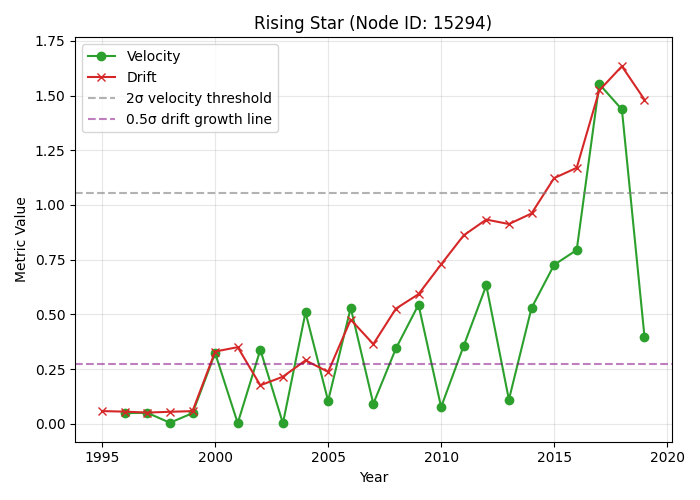 Rising Star (Node ID: 15294)
Velocity
Drift
2σ velocity threshold
0.5σ drift growth line
Metric Value
1.75
1.50
1.25
1.00
0.75
0.50
0.25
0.00
1995 2000 2005 2010 2015 2020
Year